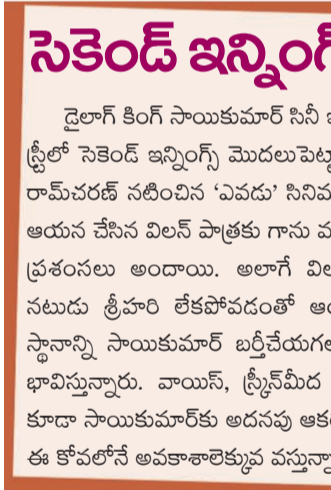 సెకెండ్ ఇన్నింగ్
డైలాగ్ కింగ్ సాయికుమార్ సినీ
స్ట్రీలో సెకెండ్ ఇన్నింగ్స్ మొదలుపెట్టా
రామ్‌చరణ్ నటించిన ‘ఎవడు’ సినిమ
ఆయన చేసిన విలన్ పాత్రకు గాను
ప్రశంసలు అందాయి. అలాగే విల
నటుడు శ్రీహరి లేకపోవడంతో ఆ
స్థానాన్ని సాయికుమార్ బర్తీచేయగల
భావిస్తున్నారు. వాయిస్, స్క్రీన్‌మీద
కూడా సాయికుమార్‌కు అదనపు ఆక
ఈ కోవలోనే అవకాశాలెక్కువ వస్తున్నా